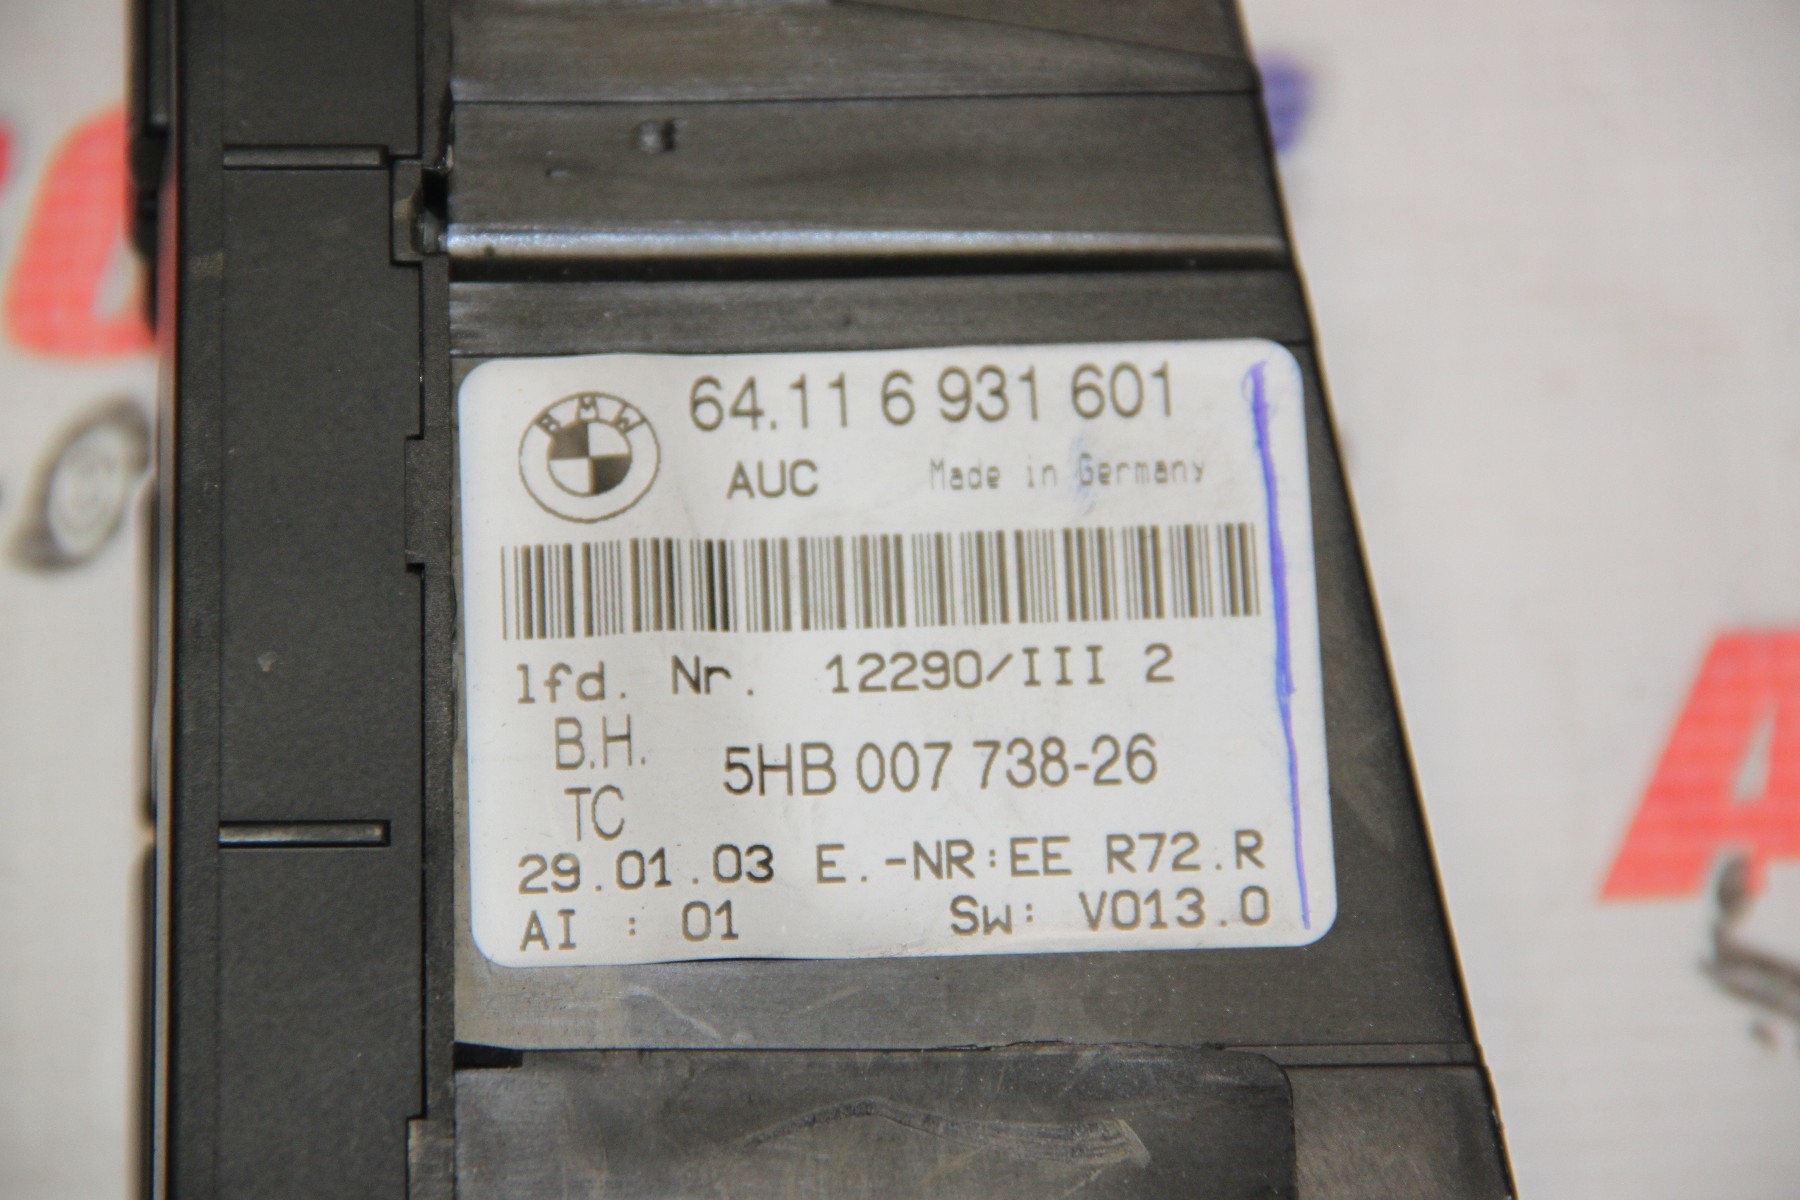 BMW
64.11 6 931 601
AUC Made in Germany
lfd. Nr. 12290/III 2
B.H.
5HB 007 738-26
TC
29.01.03 E.-NR:EE R72.R
AI : 01 Sw: V013.0